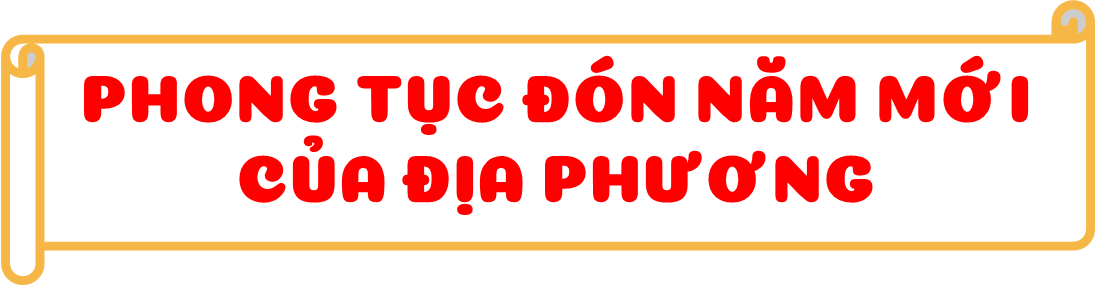 PHONG TỤC ĐÓN NĂM MỚI
CỦA ĐỊA PHƯƠNG